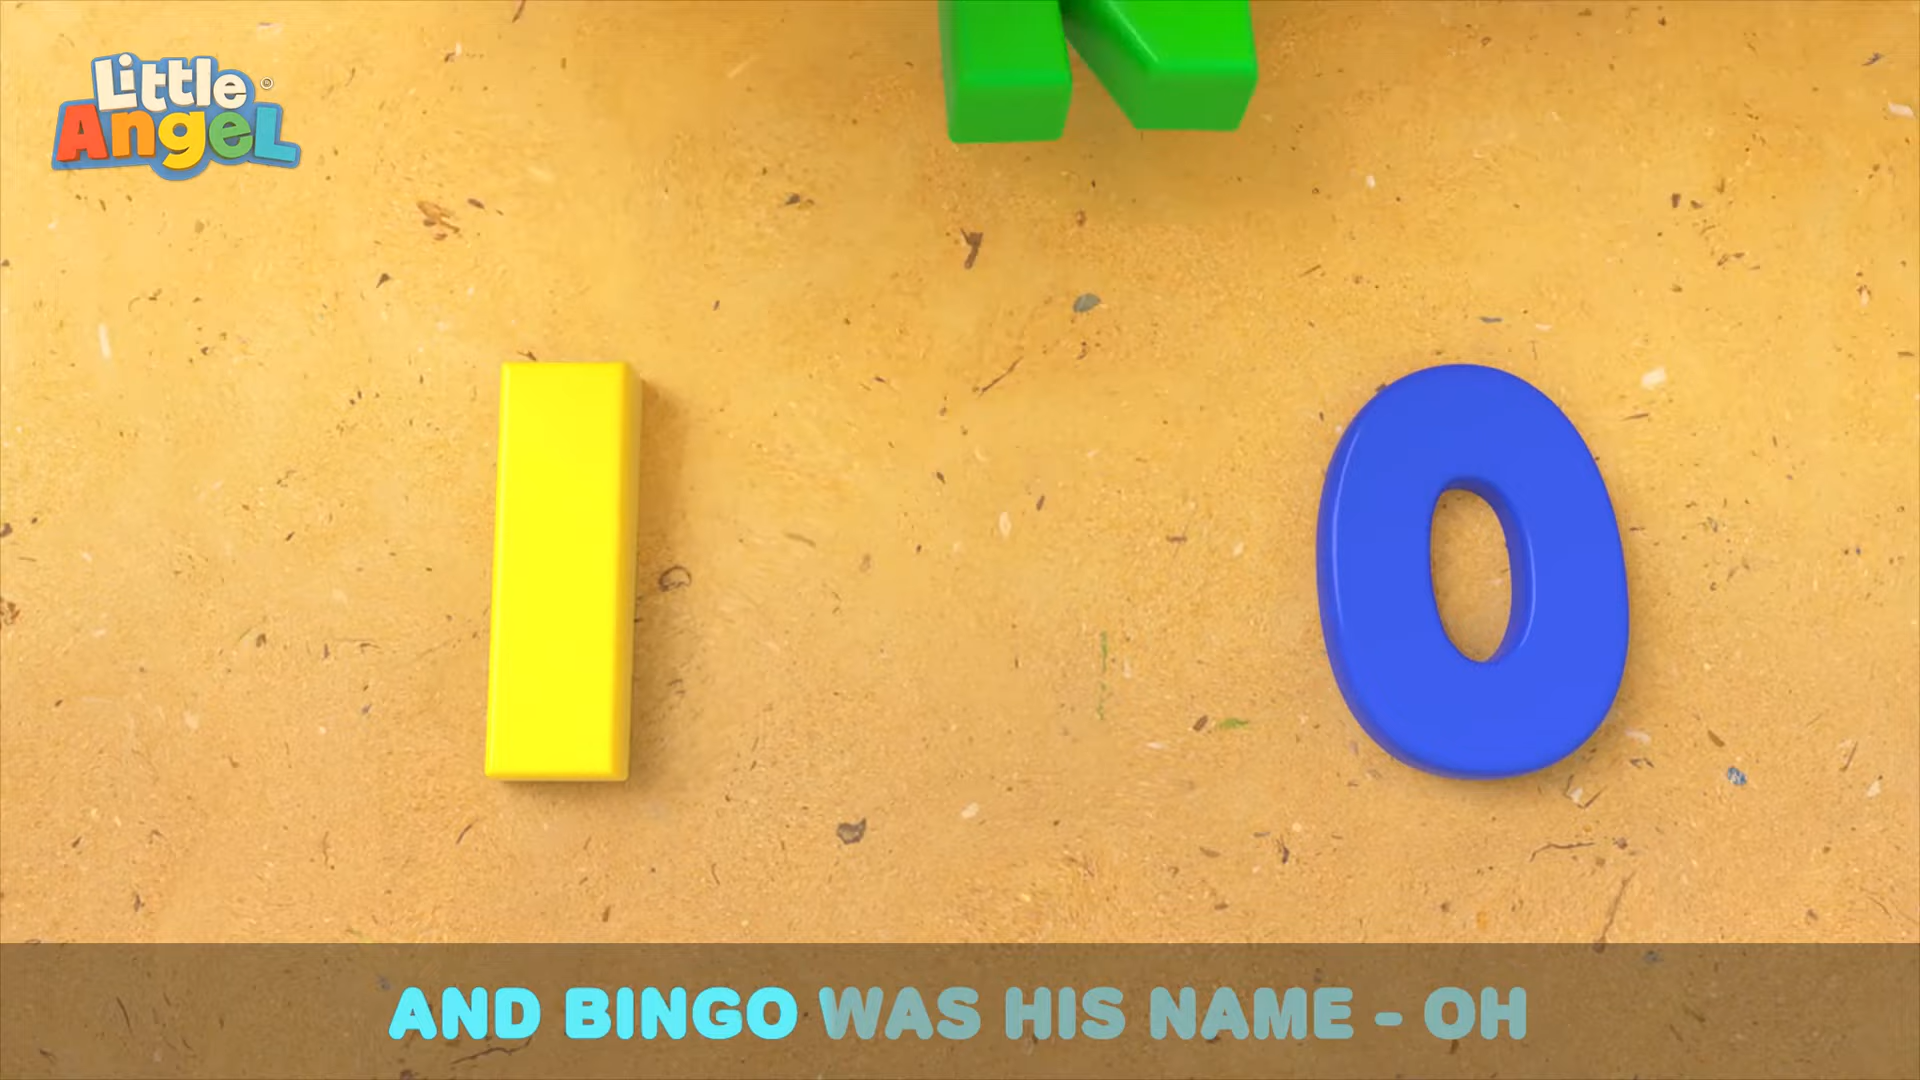 Little
AngeL
K
I O
AND BINGO WAS HIS NAME - OH